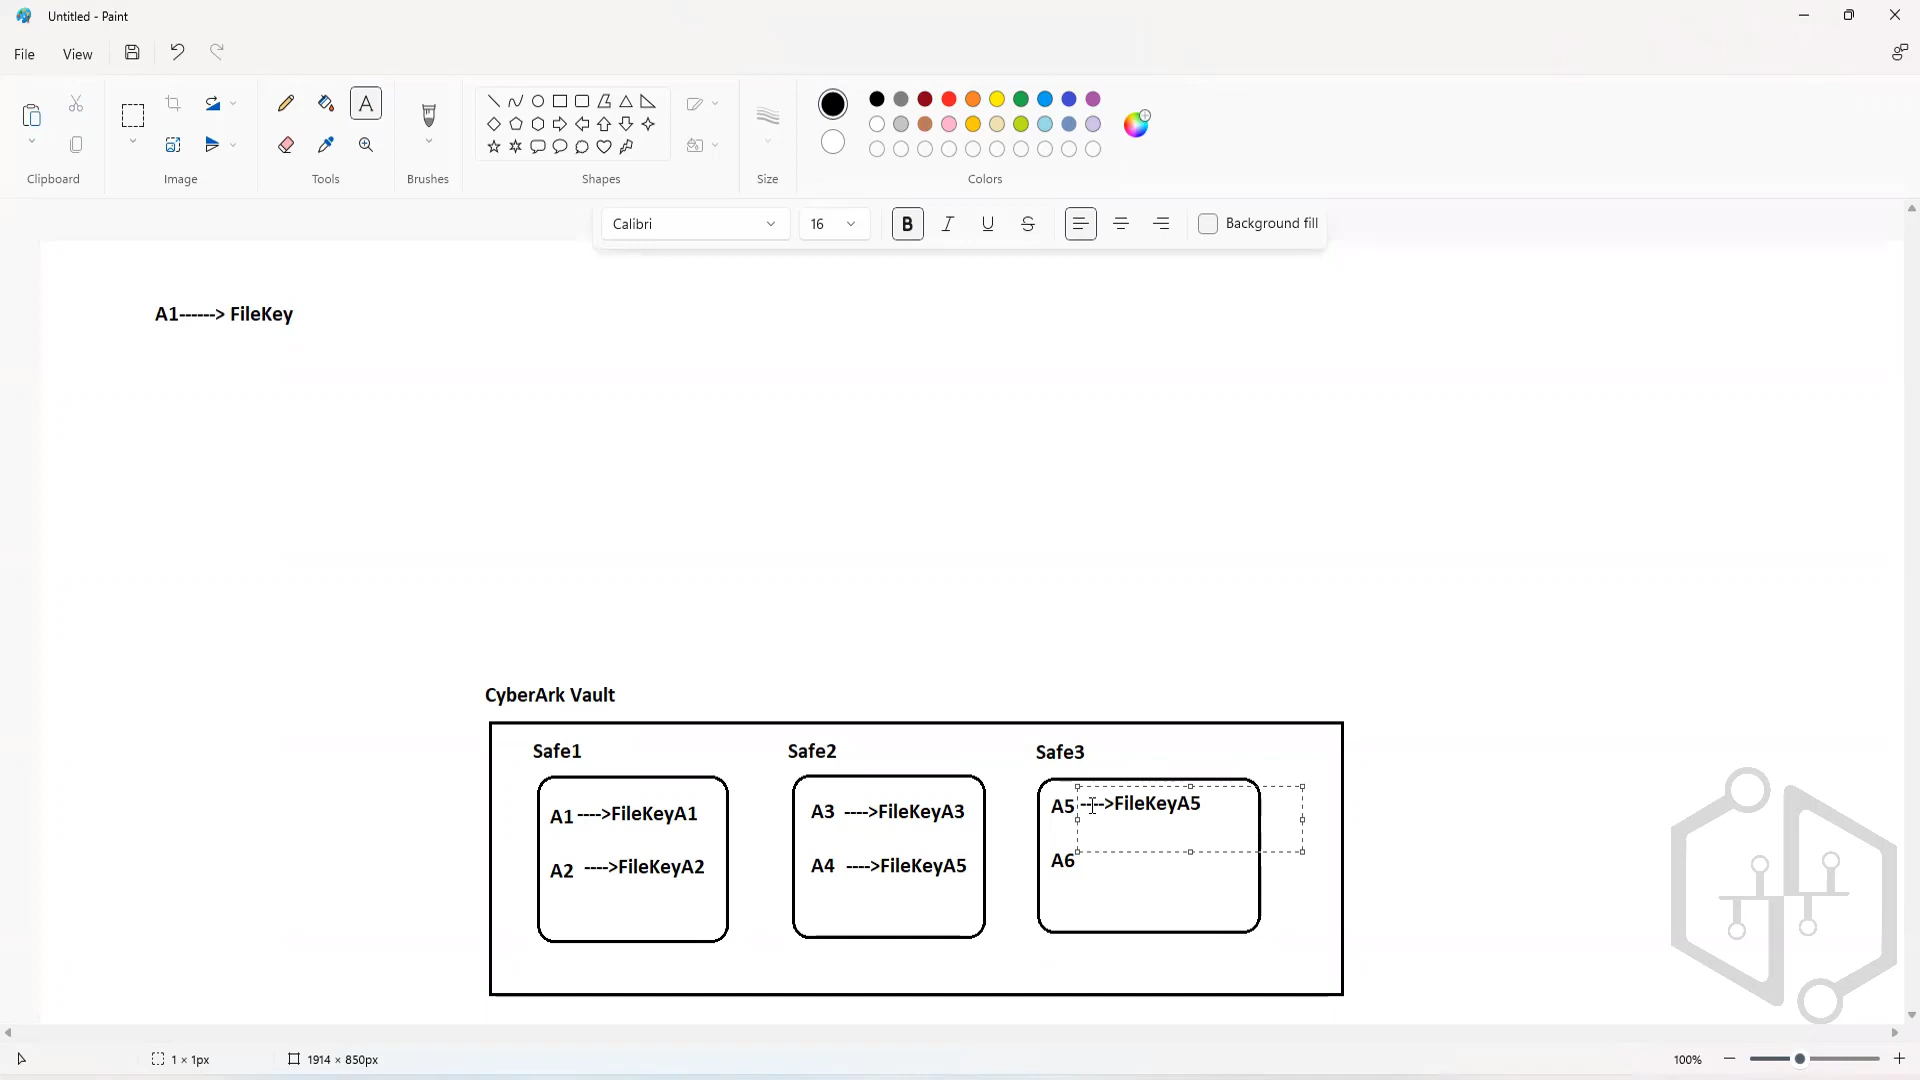 Untitled - Paint
File
View
Clipboard
Image
Tools
Brushes
Shapes
Size
Colors
Calibri
16
B
I
U
S
Background fill
A1------> FileKey
CyberArk Vault
Safe1
Safe2
Safe3
A1 ---->FileKeyA1
A3 ---->FileKeyA3
A5 ---->FileKeyA5
A2 ---->FileKeyA2
A4 ---->FileKeyA5
A6
1 × 1px
1914 × 850px
100%